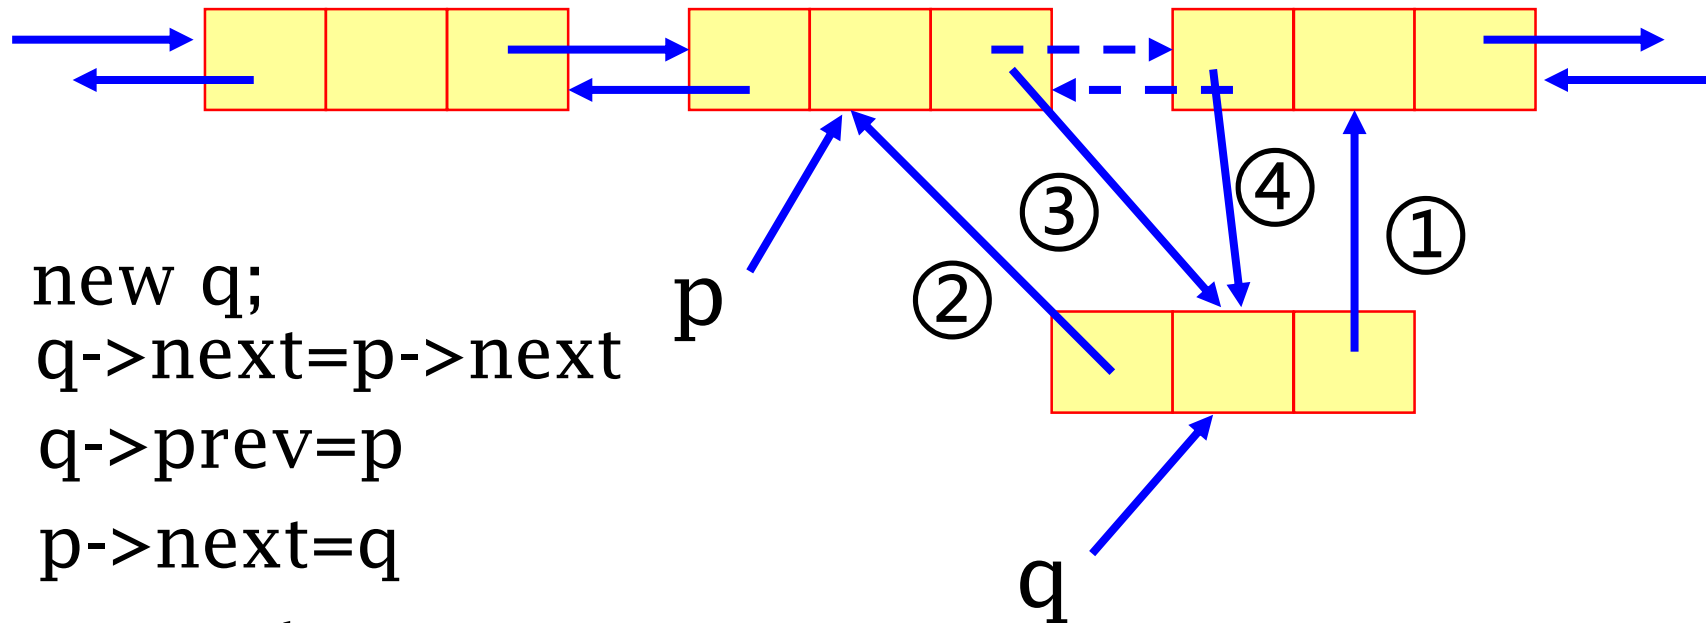 new q;
q->next=p->next
q->prev=p
p->next=q
p
q
②
③
④
①